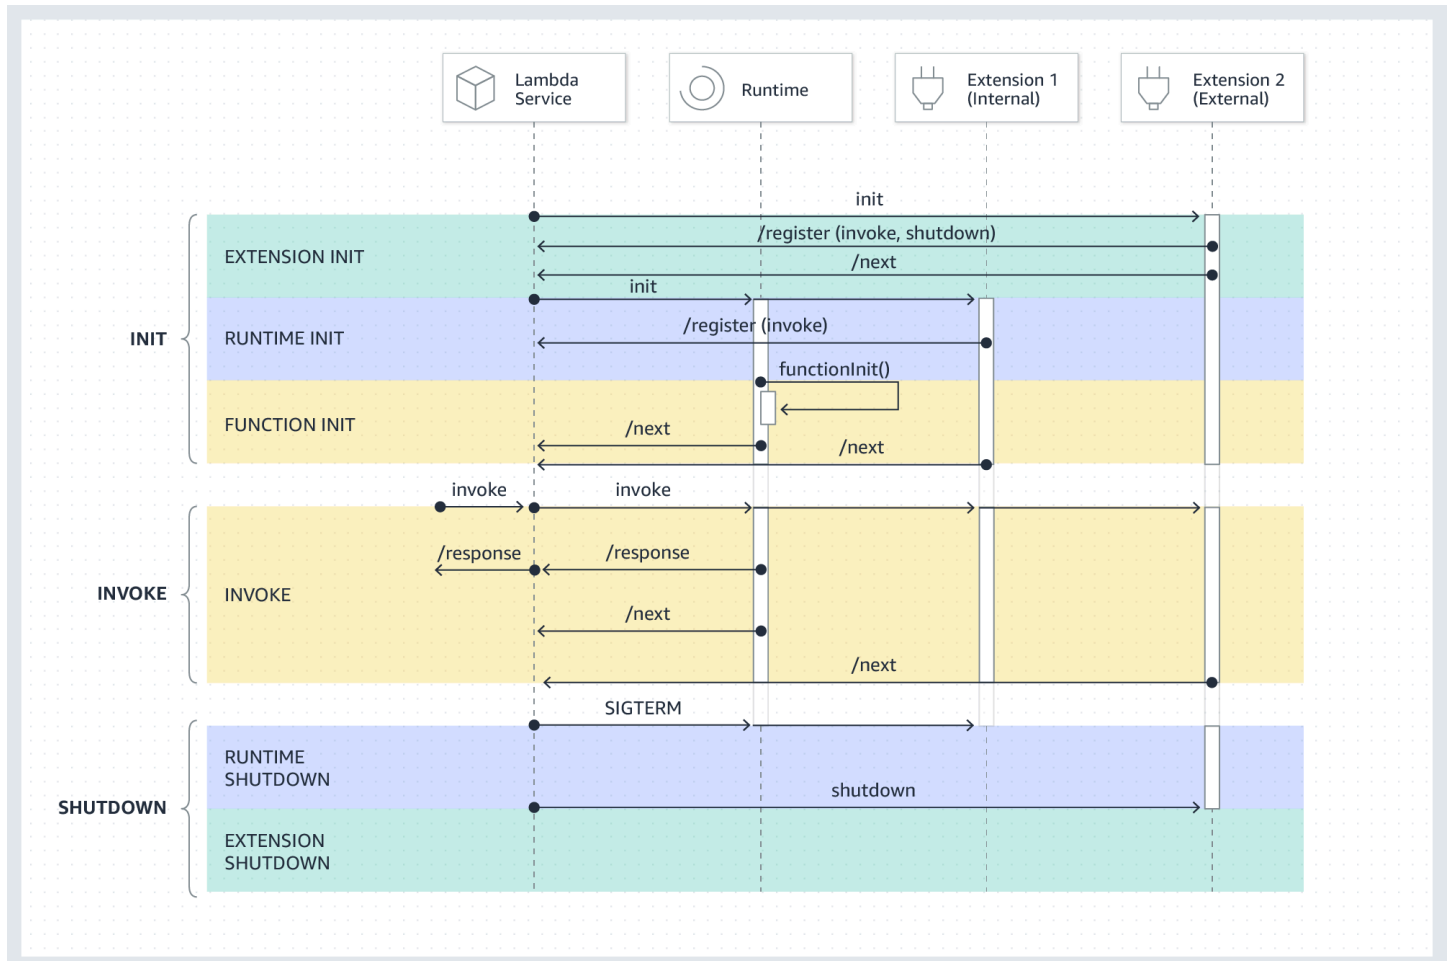 Lambda
Service
Runtime
Extension 1
(Internal)
Extension 2
(External)
init
/register (invoke, shutdown)
EXTENSION INIT
/next
init
/register (invoke)
INIT
RUNTIME INIT
functionInit()
FUNCTION INIT
/next
/next
invoke
invoke
/response
/response
INVOKE
INVOKE
/next
/next
SIGTERM
RUNTIME
SHUTDOWN
shutdown
SHUTDOWN
EXTENSION
SHUTDOWN